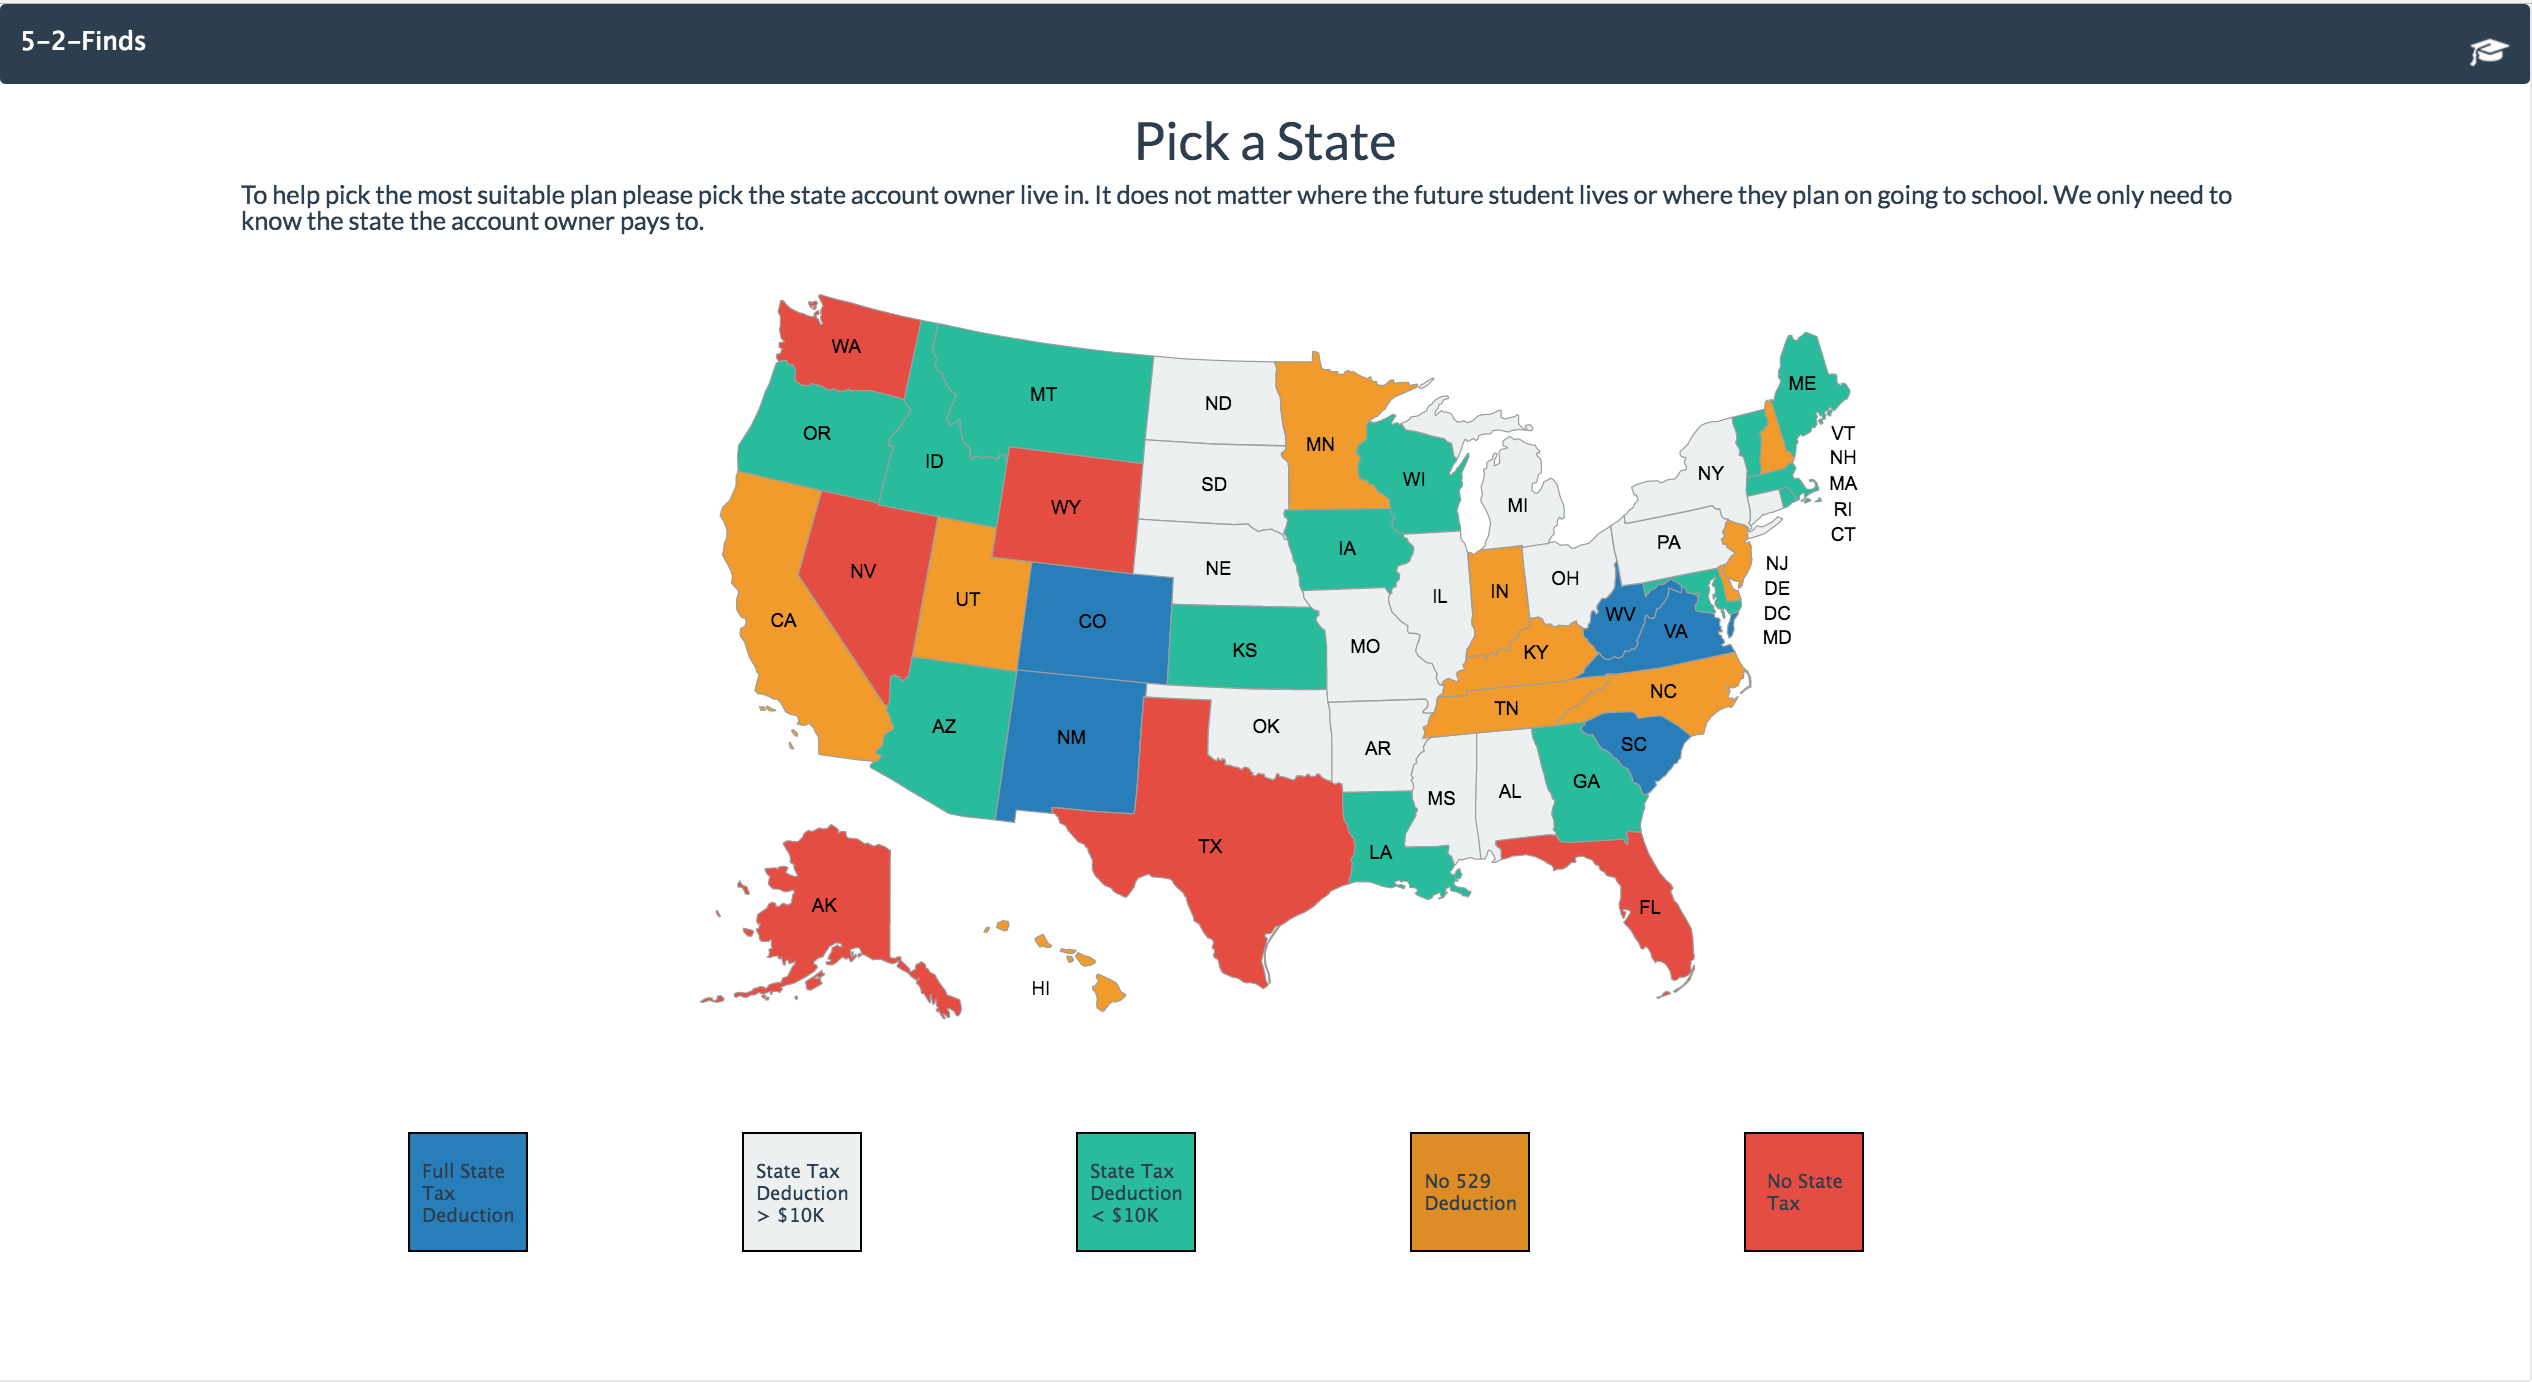 5-2-Finds
Pick a State
To help pick the most suitable plan please pick the state account owner live in. It does not matter where the future student lives or where they plan on going to school. We only need to
know the state the account owner pays to.
WA
MT
ND
MN
ME
OR
ID
SD
WI
NY
VT
NH
MA
RI
CT
WY
MI
NV
UT
NE
IA
PA
NJ
DE
DC
MD
CA
CO
KS
MO
IL
IN
OH
WV
VA
KY
NC
TN
AZ
NM
OK
AR
SC
GA
MS
AL
TX
LA
FL
AK
HI
Full State
Tax
Deduction
State Tax
Deduction
> $10K
State Tax
Deduction
< $10K
No 529
Deduction
No State
Tax